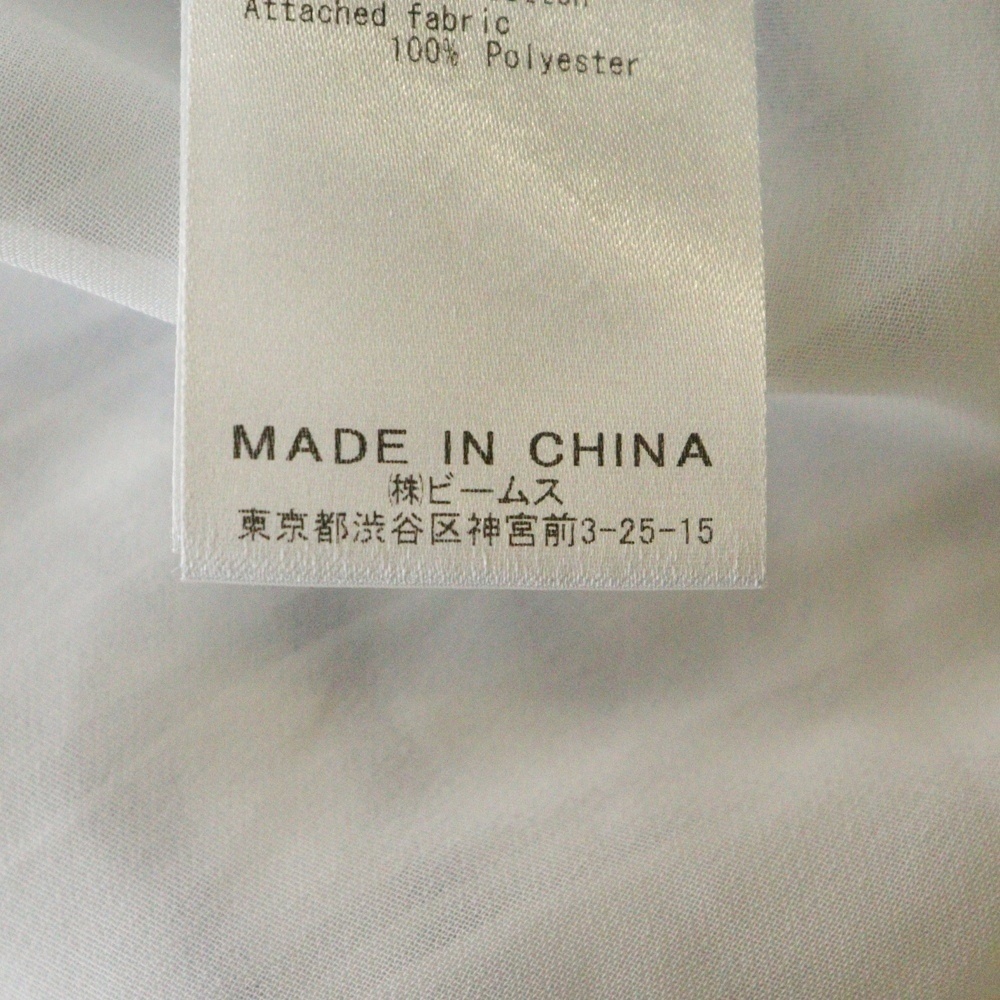 Attached fabric
100% Polyester
MADE IN CHINA
㈱ビームス
東京都渋谷区神宮前3-25-15